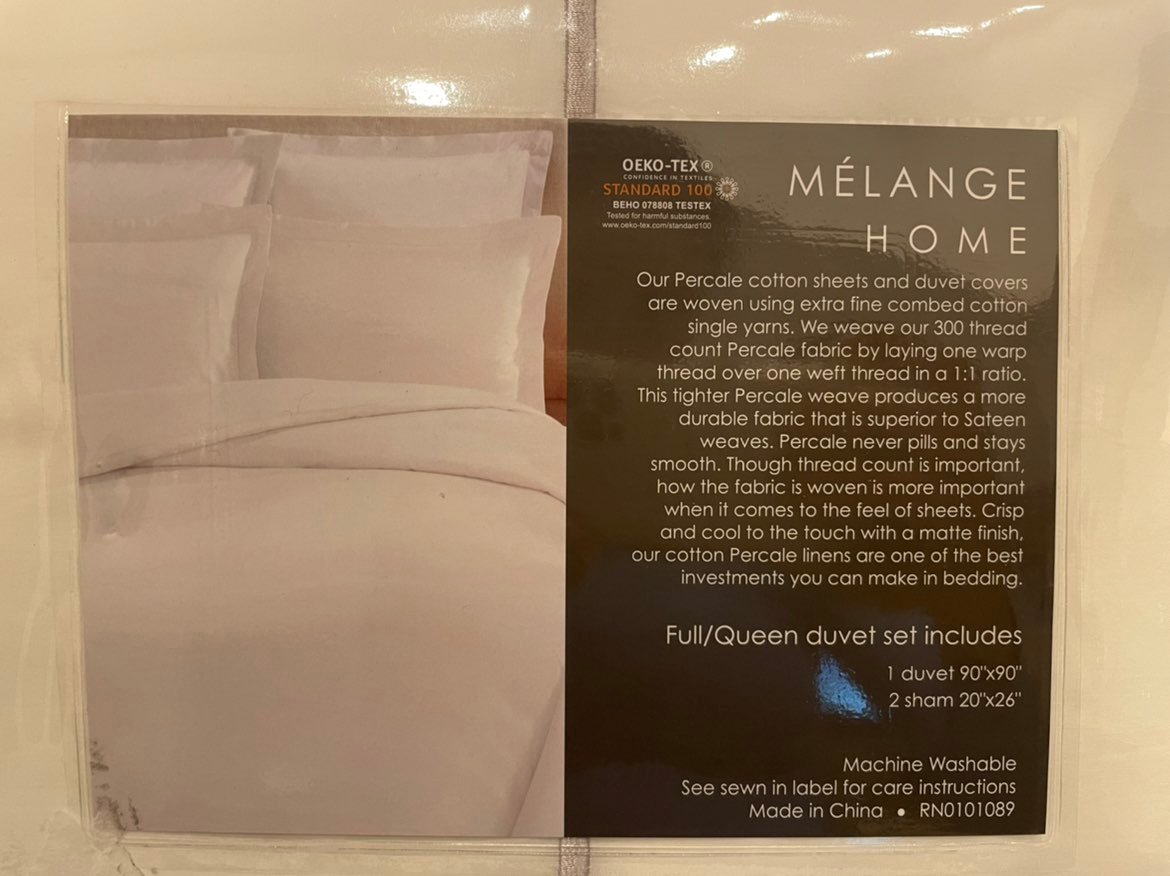 OEKO-TEX®
CONFIDENCE IN TEXTILES
STANDARD 100
BEHO 078808 TESTEX
Tested for harmful substances.
www.oeko-tex.com/standard100
MÉLANGE
HOME
Our Percale cotton sheets and duvet covers
are woven using extra fine combed cotton
single yarns. We weave our 300 thread
count Percale fabric by laying one warp
thread over one weft thread in a 1:1 ratio.
This tighter Percale weave produces a more
durable fabric that is superior to Sateen
weaves. Percale never pills and stays
smooth. Though thread count is important,
how the fabric is woven is more important
when it comes to the feel of sheets. Crisp
and cool to the touch with a matte finish,
our cotton Percale linens are one of the best
investments you can make in bedding.
Full/Queen duvet set includes
1 duvet 90"x90"
2 sham 20"x26"
Machine Washable
See sewn in label for care instructions
Made in China • RN0101089